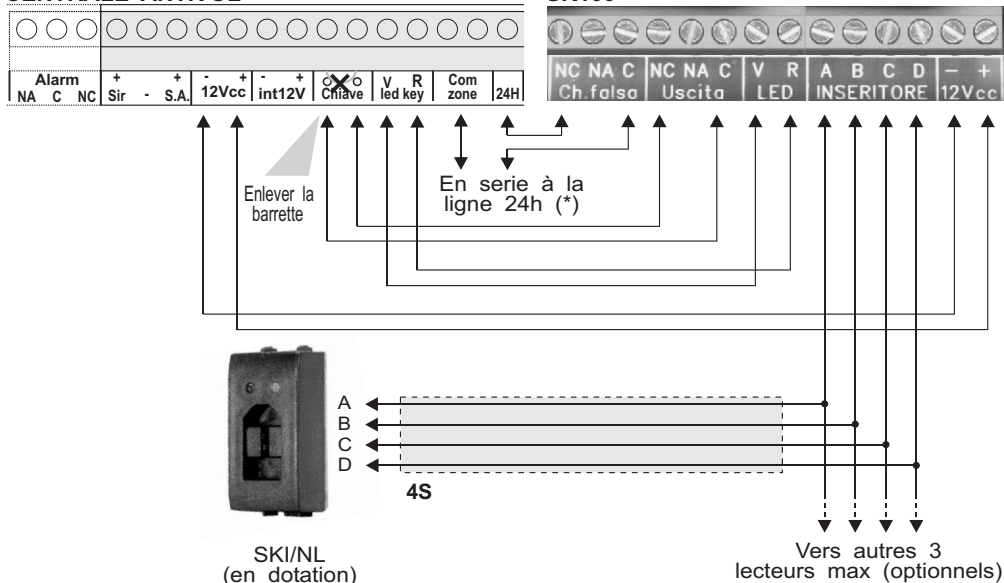 Alarm
NA C NC
+ +
Sir - S.A.
- +
12Vcc
- +
int12V
Chiave
V R
led key
Com
zone
24H
NC NA C NC NA C V R A B C D - +
Ch.falsa Uscita LED INSERITORE 12Vcc
Enlever la
barrette
En serie à la
ligne 24h (*)
A
B
C
D
4S
SKI/NL
(en dotation)
Vers autres 3
lecteurs max (optionnels)